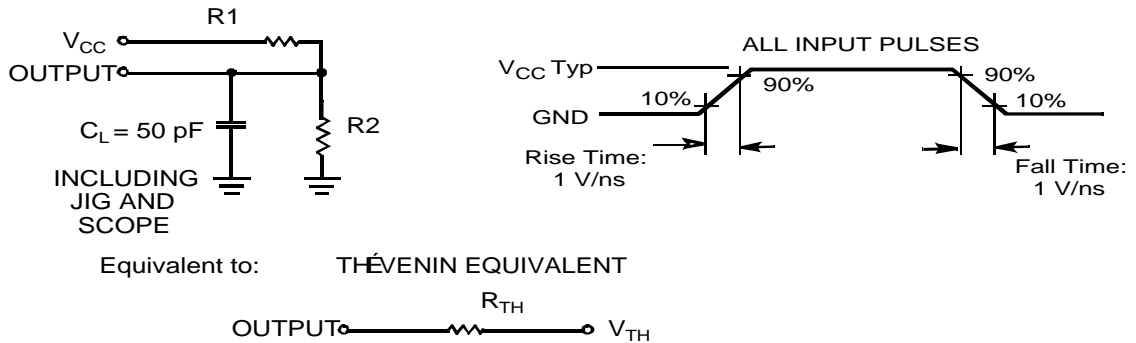 R1
VCC
OUTPUT
CL = 50 pF
R2
INCLUDING
JIG AND
SCOPE
ALL INPUT PULSES
VCC Typ
GND
10%
90%
90%
10%
Rise Time:
1 V/ns
Fall Time:
1 V/ns
Equivalent to: THÉVENIN EQUIVALENT
RTH
OUTPUT
VTH